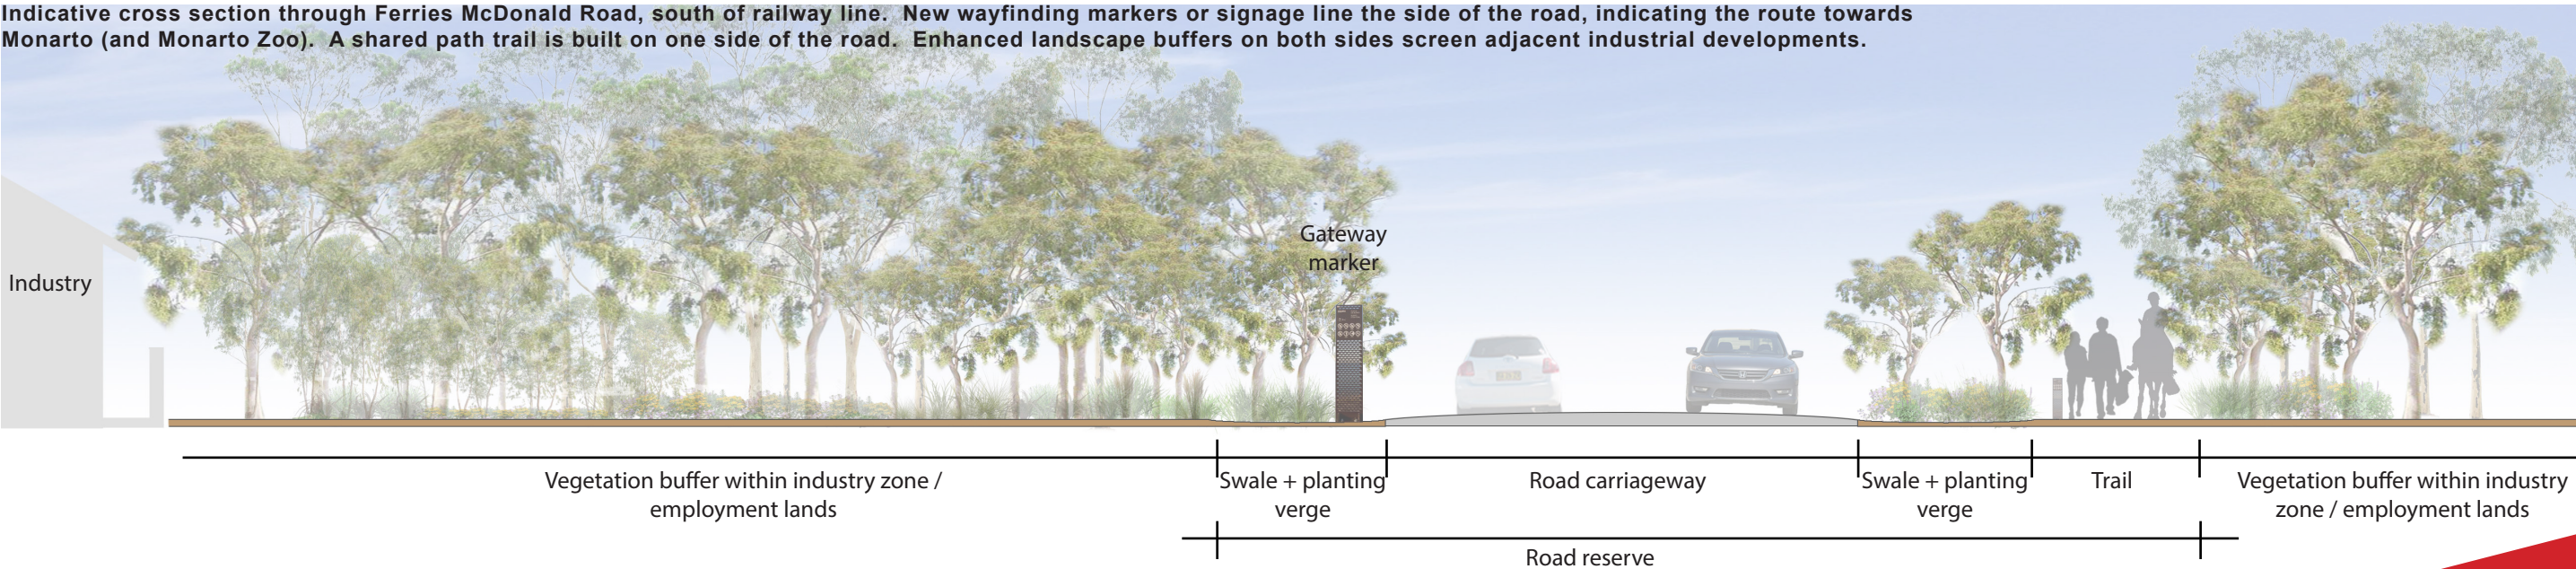 Indicative cross section through Ferries McDonald Road, south of railway line.  New wayfinding markers or signage line the side of the road, indicating the route towards
Monarto (and Monarto Zoo).  A shared path trail is built on one side of the road.  Enhanced landscape buffers on both sides screen adjacent industrial developments.
Gateway
marker
Industry
Vegetation buffer within industry zone /
employment lands
Swale + planting
verge
Road carriageway
Swale + planting
verge
Trail
Vegetation buffer within industry
zone / employment lands
Road reserve